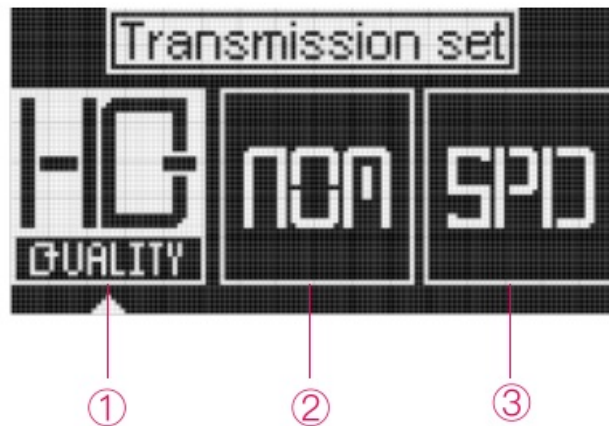 Transmission set
HQ NOM SPD
QUALITY
① ② ③